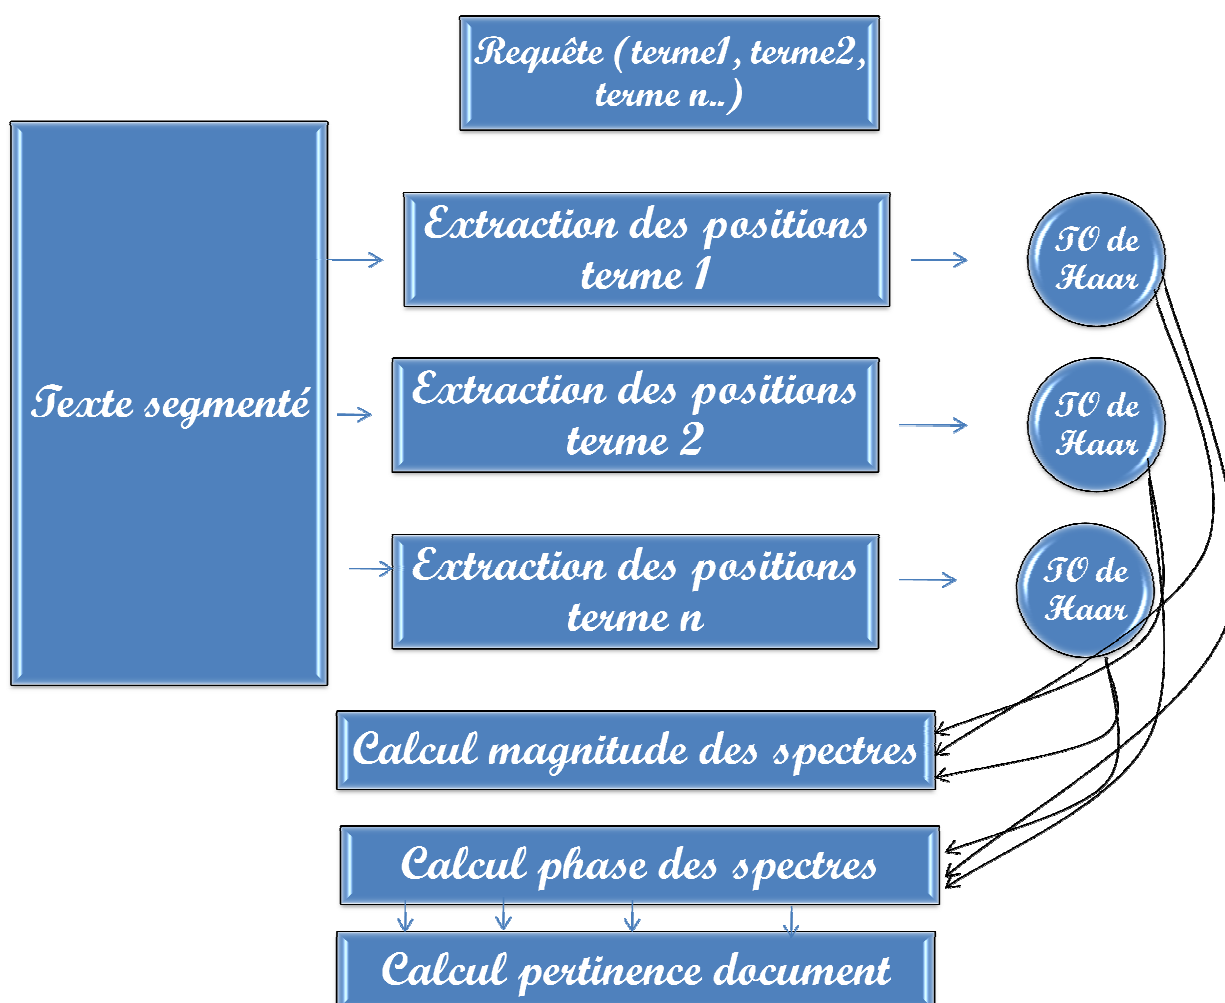 Requête (terme1, terme2,
terme n..)
Texte segmenté
Extraction des positions
terme 1
TO de
Haar
Extraction des positions
terme 2
TO de
Haar
Extraction des positions
terme n
TO de
Haar
Calcul magnitude des spectres
Calcul phase des spectres
Calcul pertinence document